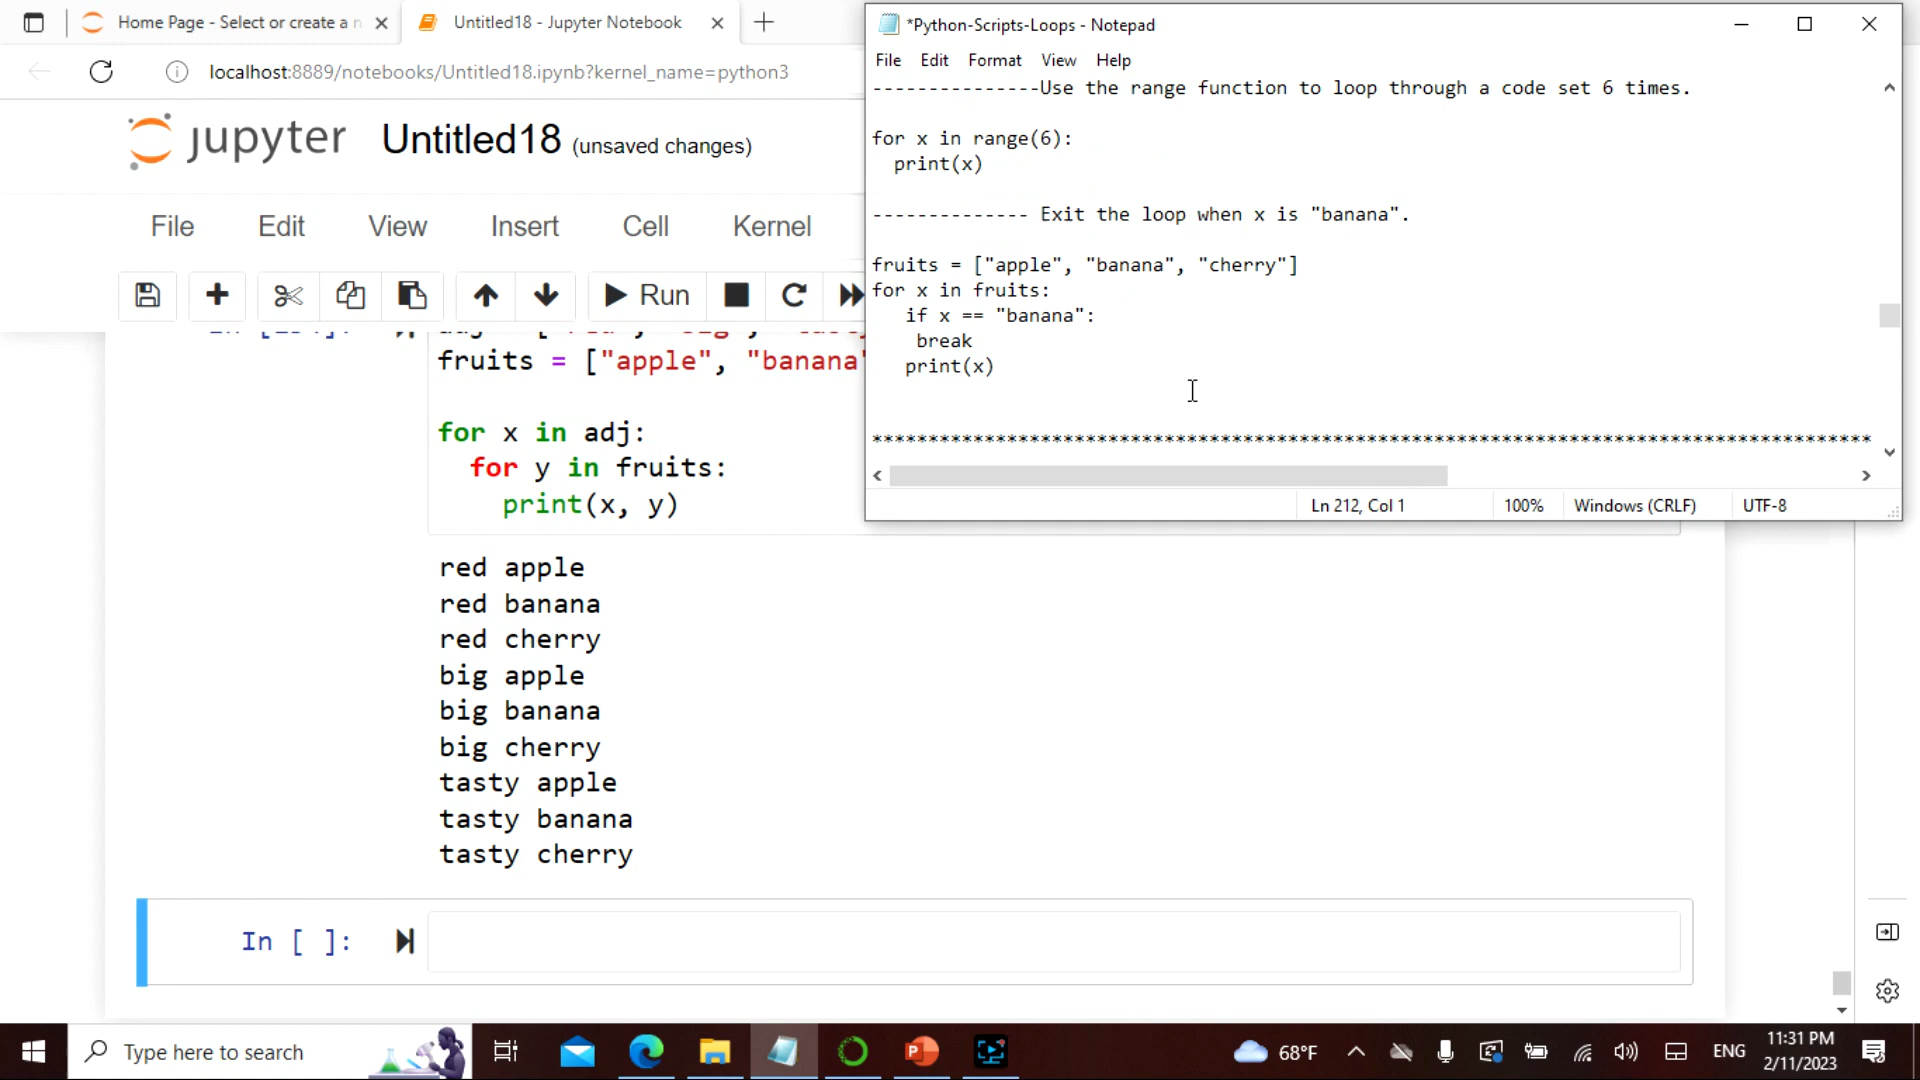 Home Page - Select or create a n
Untitled18 - Jupyter Notebook
localhost:8889/notebooks/Untitled18.ipynb?kernel_name=python3
jupyter Untitled18 (unsaved changes)
File Edit View Insert Cell Kernel
Run
fruits = ["apple", "banana"
for x in adj:
for y in fruits:
print(x, y)
red apple
red banana
red cherry
big apple
big banana
big cherry
tasty apple
tasty banana
tasty cherry
In [ ]:
*Python-Scripts-Loops - Notepad
File Edit Format View Help
---------------Use the range function to loop through a code set 6 times.
for x in range(6):
print(x)
-------------- Exit the loop when x is "banana".
fruits = ["apple", "banana", "cherry"]
for x in fruits:
if x == "banana":
break
print(x)
*****************************************************************************************
Ln 212, Col 1 100% Windows (CRLF) UTF-8
Type here to search
68°F
ENG
11:31 PM
2/11/2023